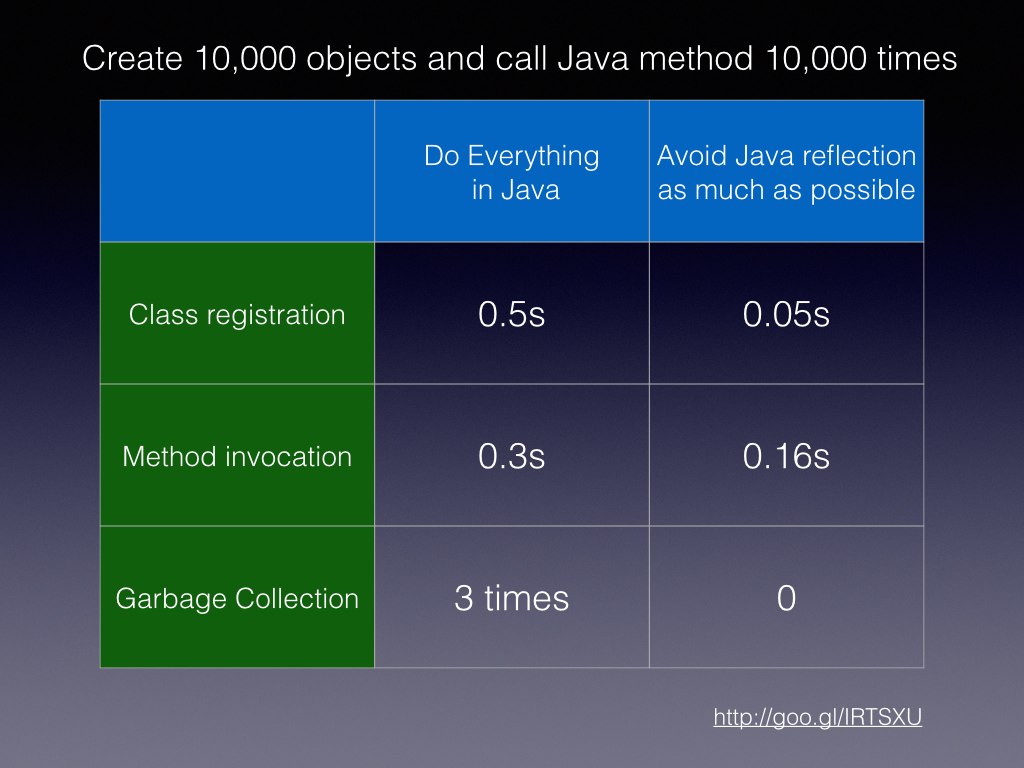 Create 10,000 objects and call Java method 10,000 times
Do Everything
in Java
Avoid Java reflection
as much as possible
Class registration
0.5s
0.05s
Method invocation
0.3s
0.16s
Garbage Collection
3 times
0
http://goo.gl/IRTSXU